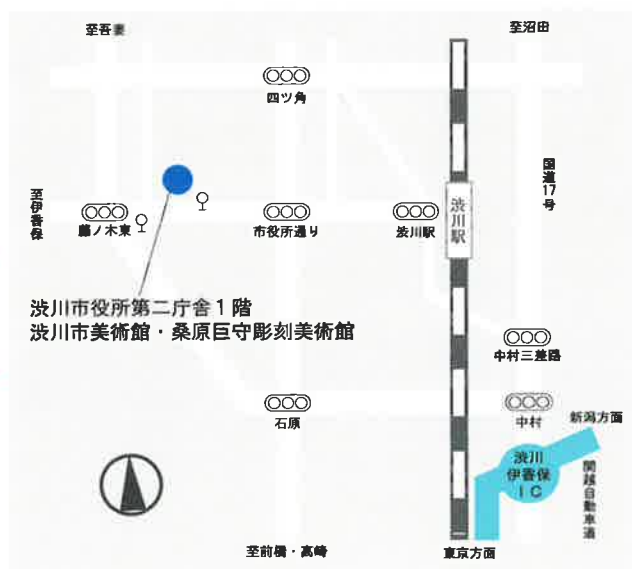 至吾妻
至沼田
四ツ角
国道17号
至伊香保
藤ノ木東
市役所通り
渋川駅
渋川駅
渋川市役所第二庁舎1階
渋川市美術館・桑原巨守彫刻美術館
中村三差路
石原
中村
新潟方面
渋川
伊香保
IC
関越自動車道
至前橋・高崎
東京方面